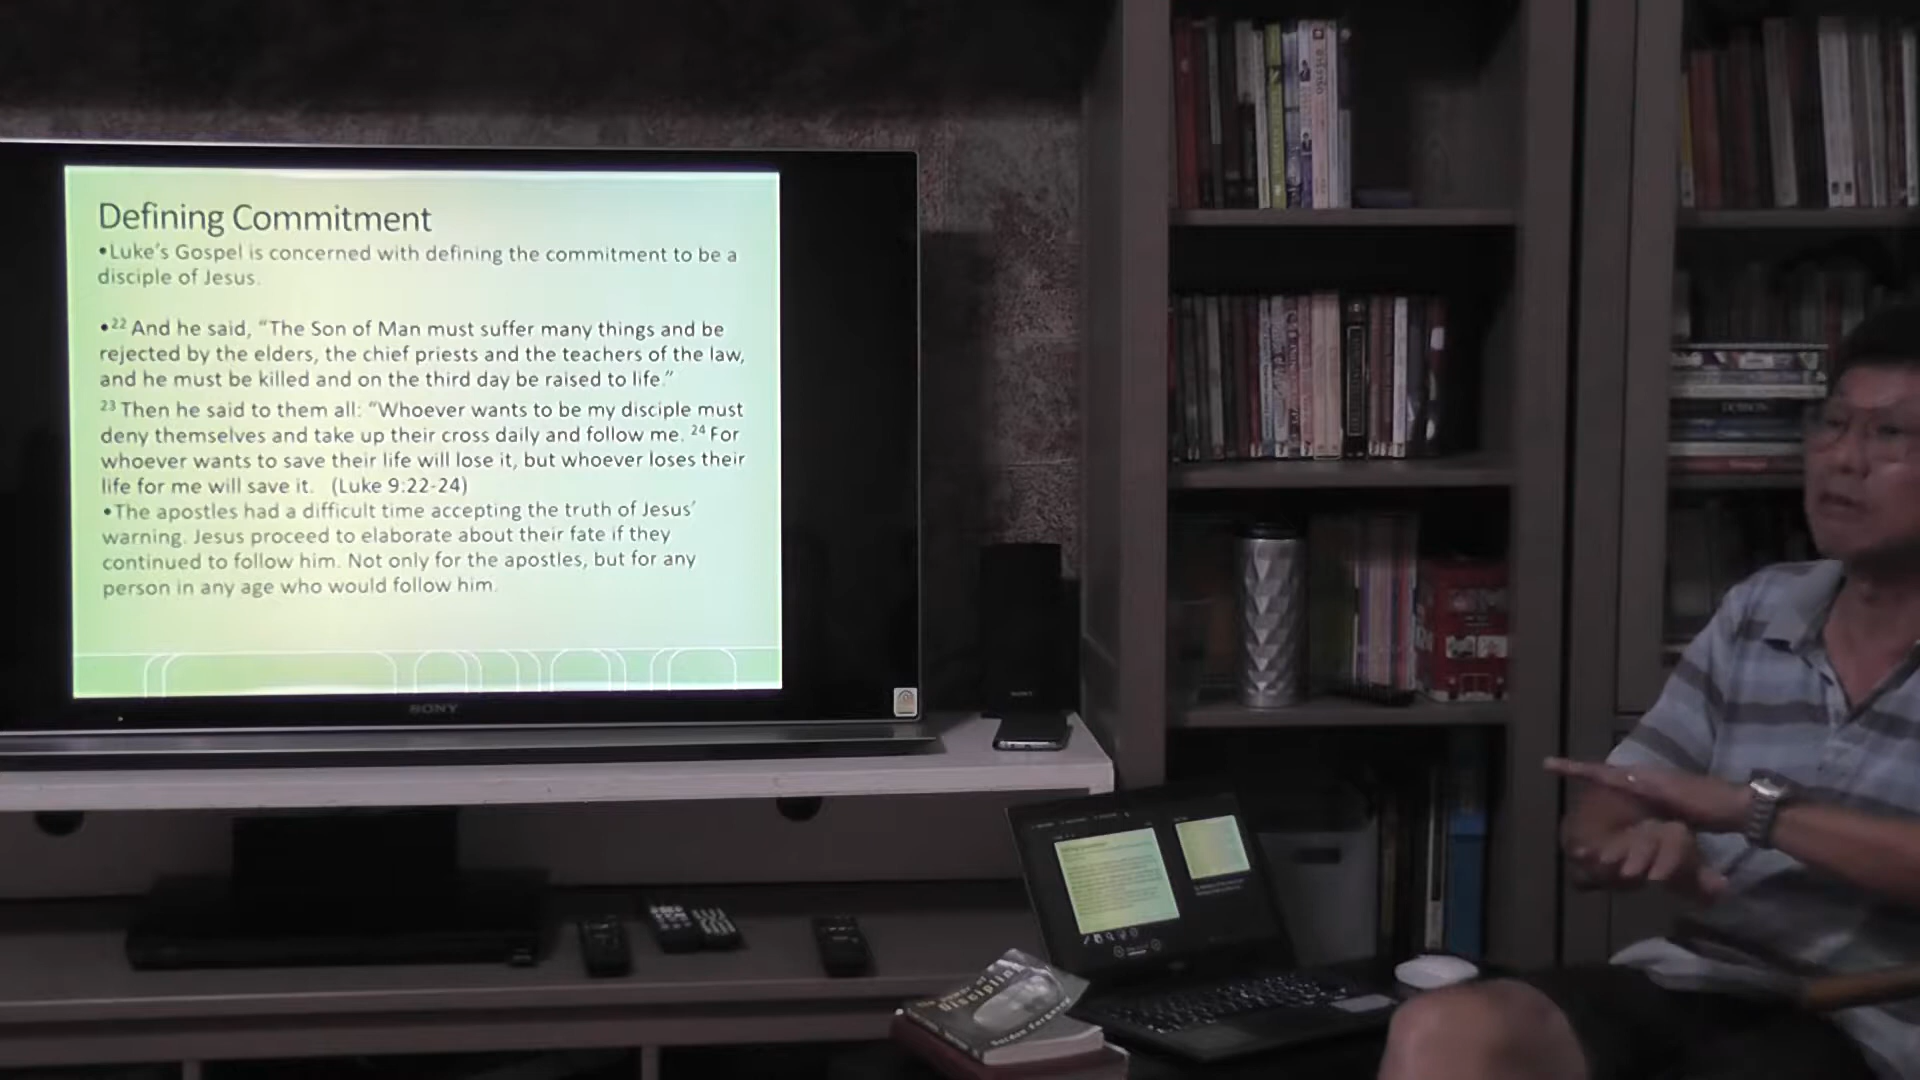 Defining Commitment
•Luke's Gospel is concerned with defining the commitment to be a
disciple of Jesus.
•22 And he said, "The Son of Man must suffer many things and be
rejected by the elders, the chief priests and the teachers of the law,
and he must be killed and on the third day be raised to life."
23 Then he said to them all: "Whoever wants to be my disciple must
deny themselves and take up their cross daily and follow me. 24 For
whoever wants to save their life will lose it, but whoever loses their
life for me will save it. (Luke 9:22-24)
•The apostles had a difficult time accepting the truth of Jesus'
warning. Jesus proceed to elaborate about their fate if they
continued to follow him. Not only for the apostles, but for any
person in any age who would follow him.
SONY